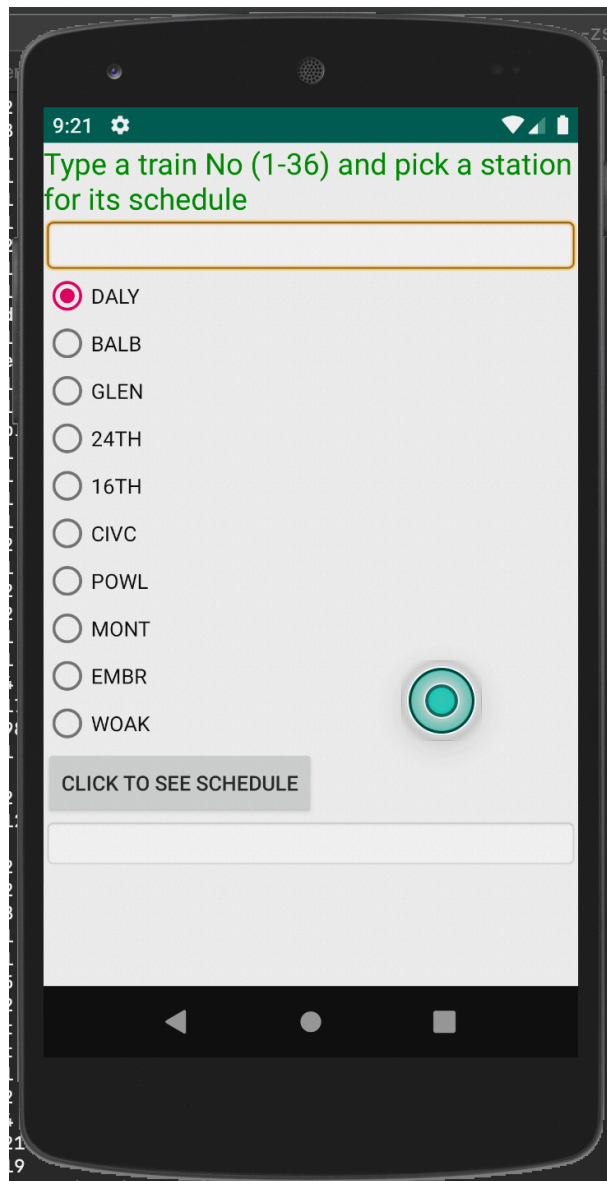 9:21
Type a train No (1-36) and pick a station
for its schedule
DALY
BALB
GLEN
24TH
16TH
CIVC
POWL
MONT
EMBR
WOAK
CLICK TO SEE SCHEDULE